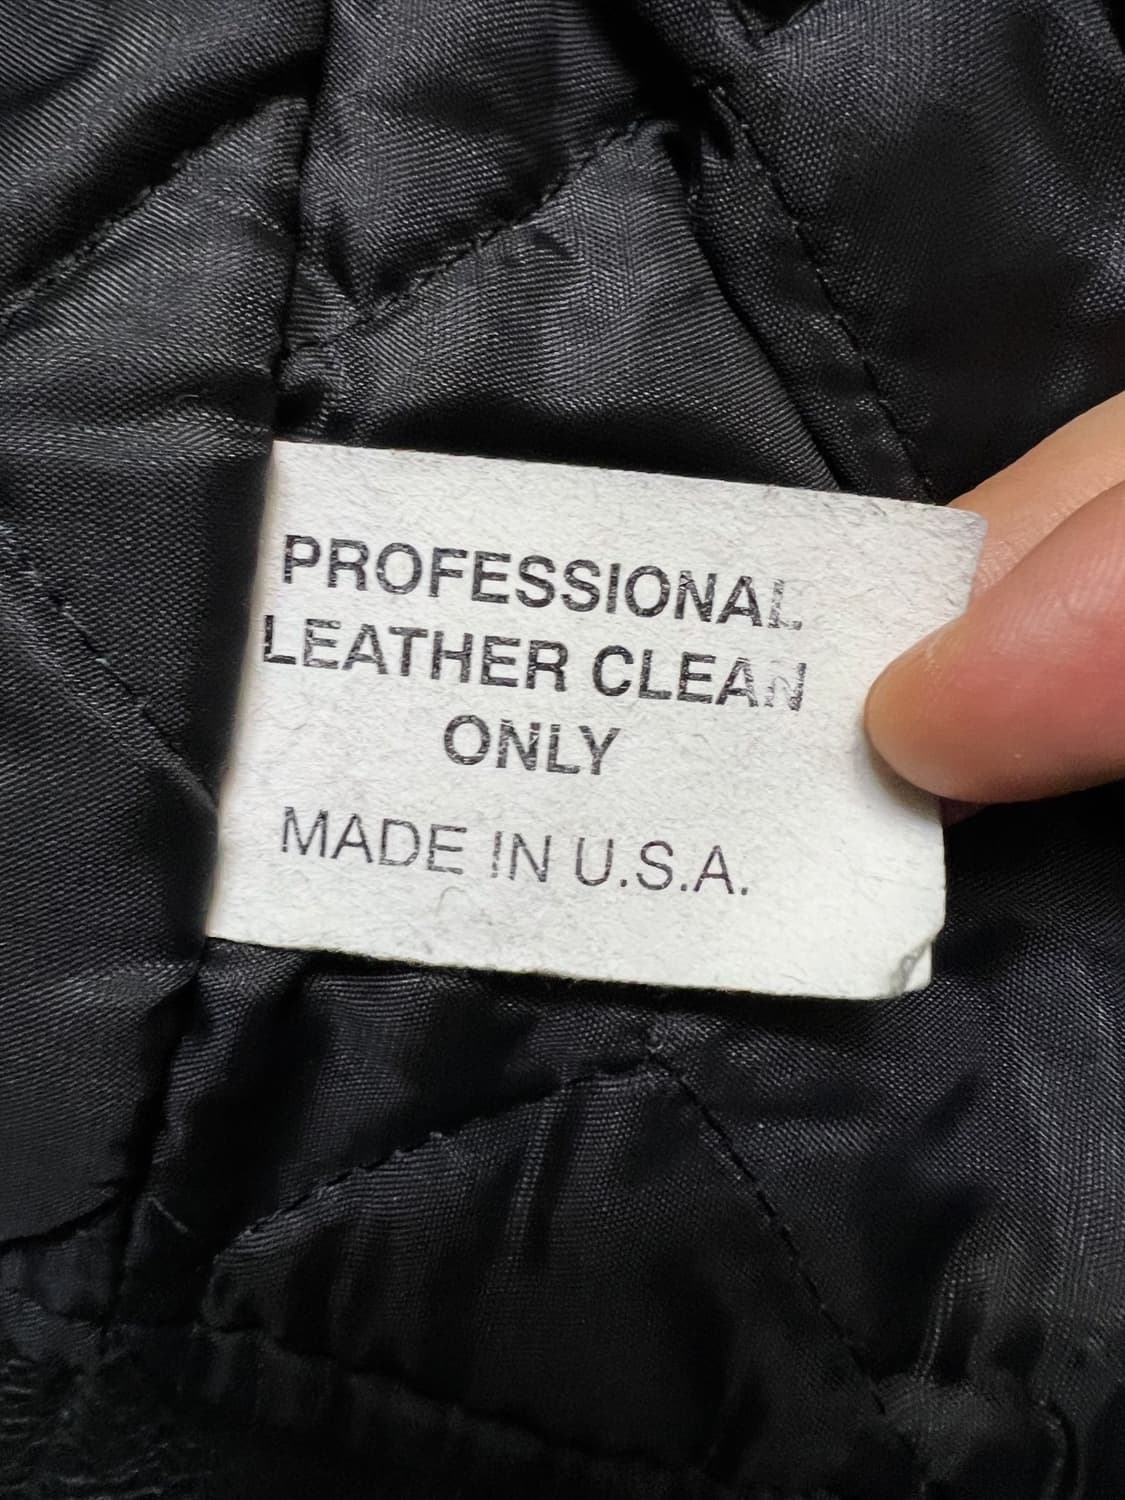 PROFESSIONAL
LEATHER CLEAN
ONLY
MADE IN U.S.A.